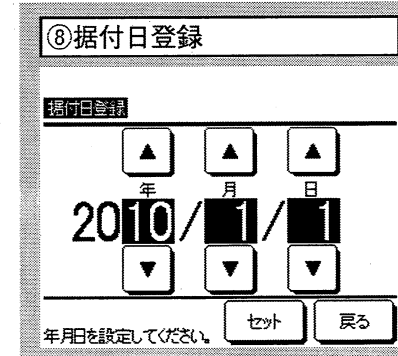 ⑧据付日登録
据付日登録
▲ ▲ ▲
年 月 日
2010/ 1/ 1
▼ ▼ ▼
年月日を設定してください。 セット 戻る